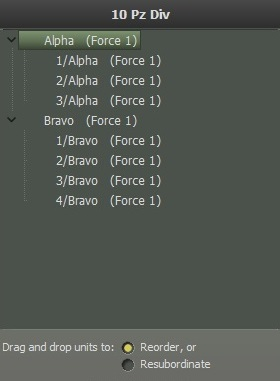 10 Pz Div
Alpha (Force 1)
1/Alpha (Force 1)
2/Alpha (Force 1)
3/Alpha (Force 1)
Bravo (Force 1)
1/Bravo (Force 1)
2/Bravo (Force 1)
3/Bravo (Force 1)
4/Bravo (Force 1)
Drag and drop units to: Reorder, or
Resubordinate